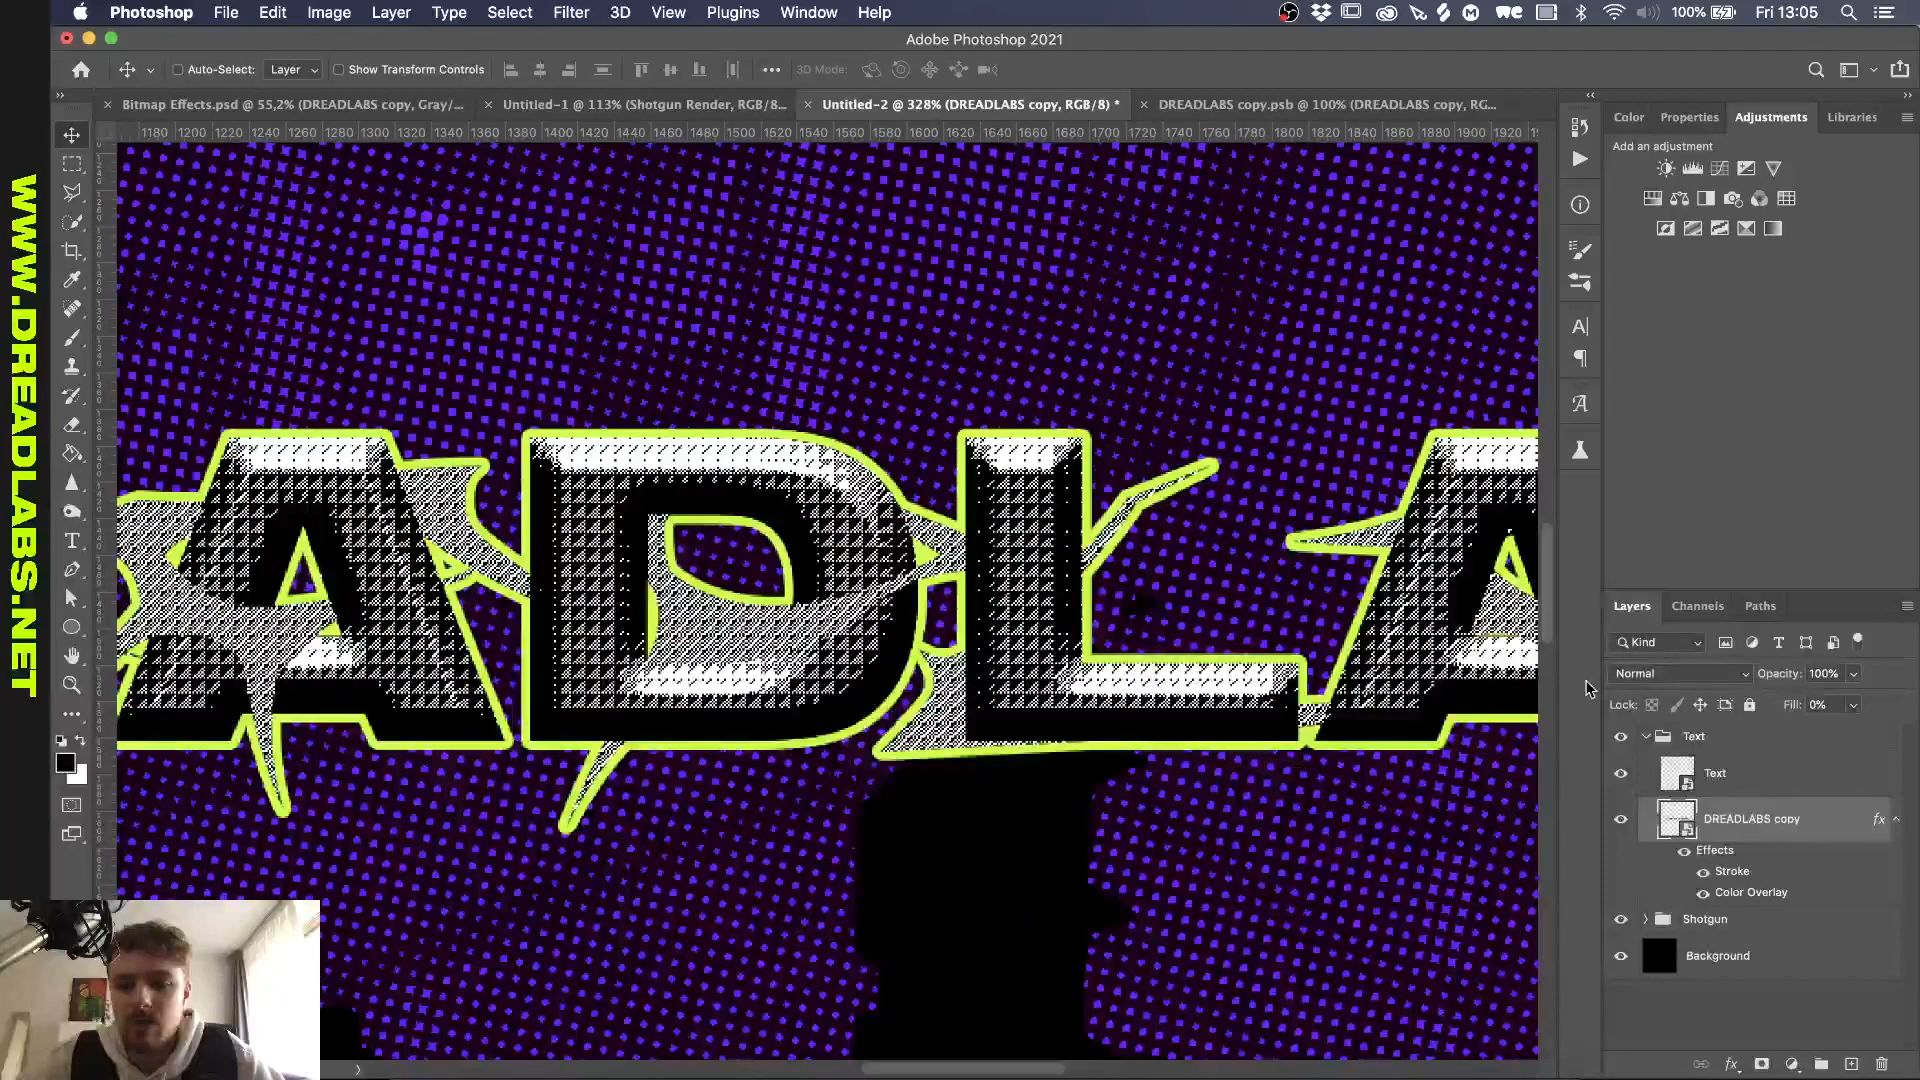 Photoshop File Edit Image Layer Type Select Filter 3D View Plugins Window Help 100% Fri 13:05
Adobe Photoshop 2021
Auto-Select: Layer Show Transform Controls 3D Mode:
Bitmap Effects.psd @ 55,2% (DREADLABS copy, Gray/... Untitled-1 @ 113% (Shotgun Render, RGB/8... Untitled-2 @ 328% (DREADLABS copy, RGB/8) * DREADLABS copy.psb @ 100% (DREADLABS copy, RG...
1180 1200 1220 1240 1260 1280 1300 1320 1340 1360 1380 1400 1420 1440 1460 1480 1500 1520 1540 1560 1580 1600 1620 1640 1660 1680 1700 1720 1740 1760 1780 1800 1820 1840 1860 1880 1900 1920
WWW.DREADLABS.NET
ADLA
Color Properties Adjustments Libraries
Add an adjustment
Layers Channels Paths
Kind
Normal Opacity: 100%
Lock: Fill: 0%
Text
Text
DREADLABS copy fx
Effects
Stroke
Color Overlay
Shotgun
Background
fx